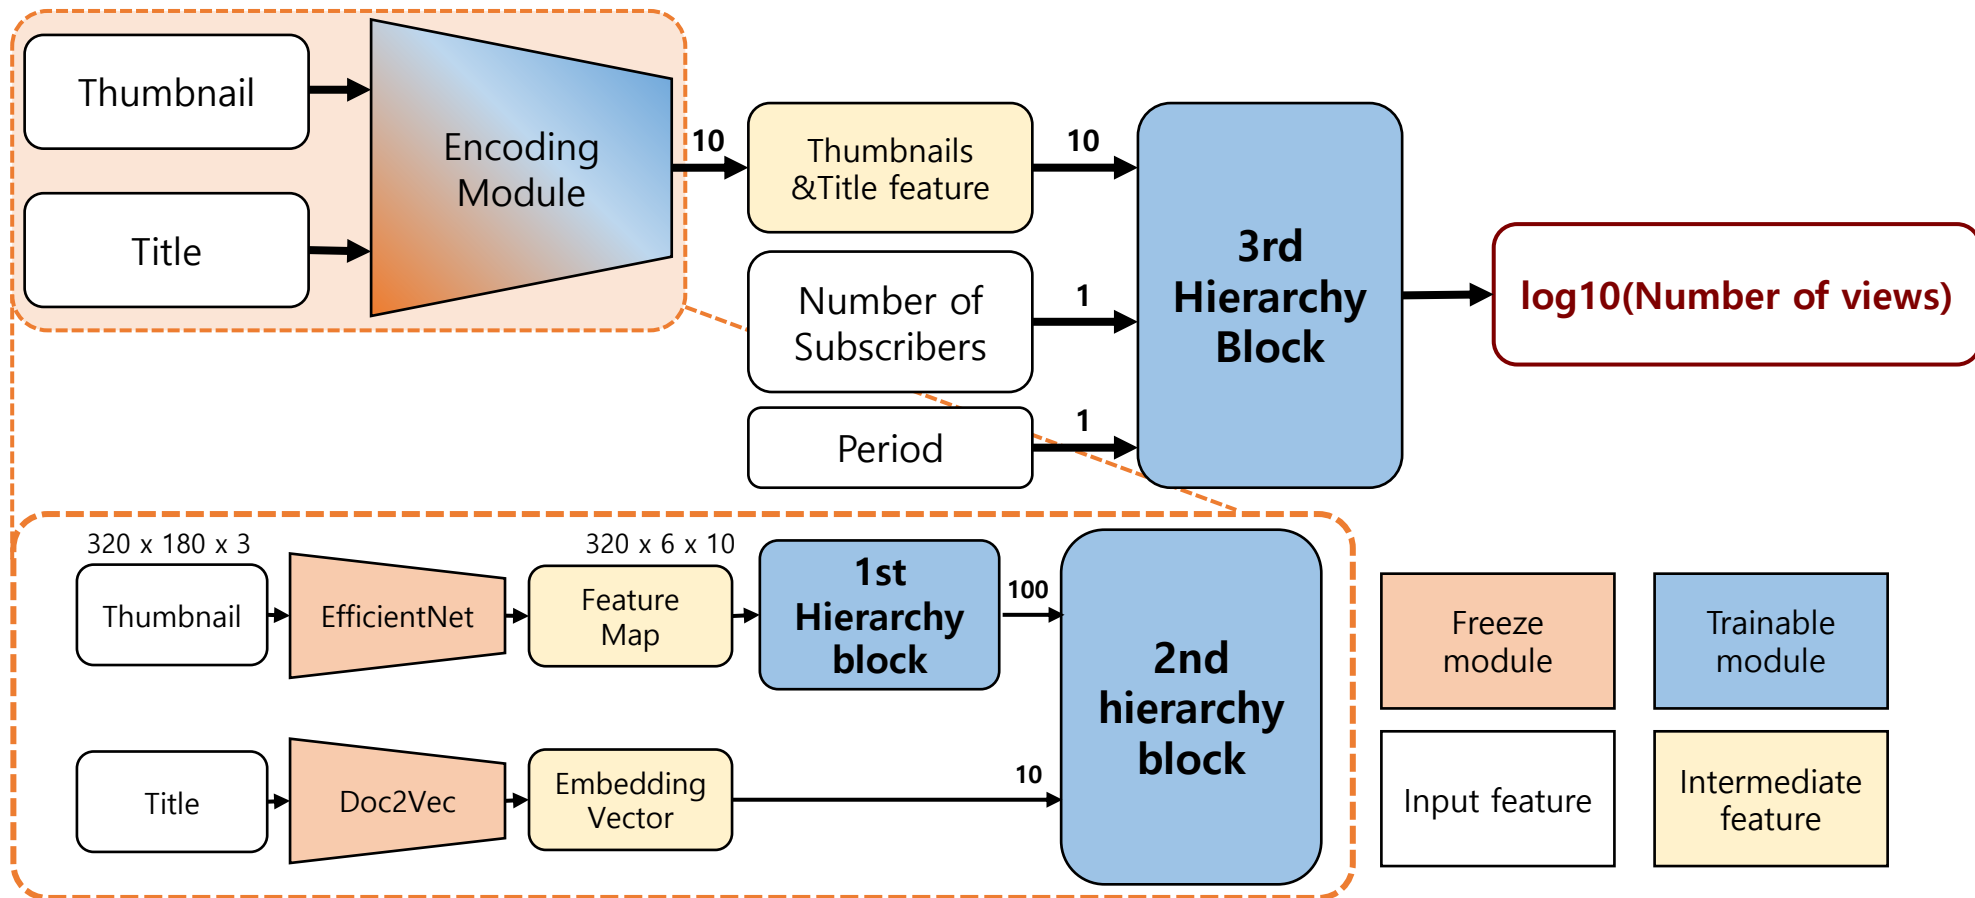 Thumbnail
Title
Encoding
Module
10
Thumbnails
&Title feature
10
Number of
Subscribers
1
Period
1
3rd
Hierarchy
Block
log10(Number of views)
320 x 180 x 3
Thumbnail
EfficientNet
320 x 6 x 10
Feature
Map
1st
Hierarchy
block
100
Title
Doc2Vec
Embedding
Vector
10
2nd
hierarchy
block
Freeze
module
Trainable
module
Input feature
Intermediate
feature